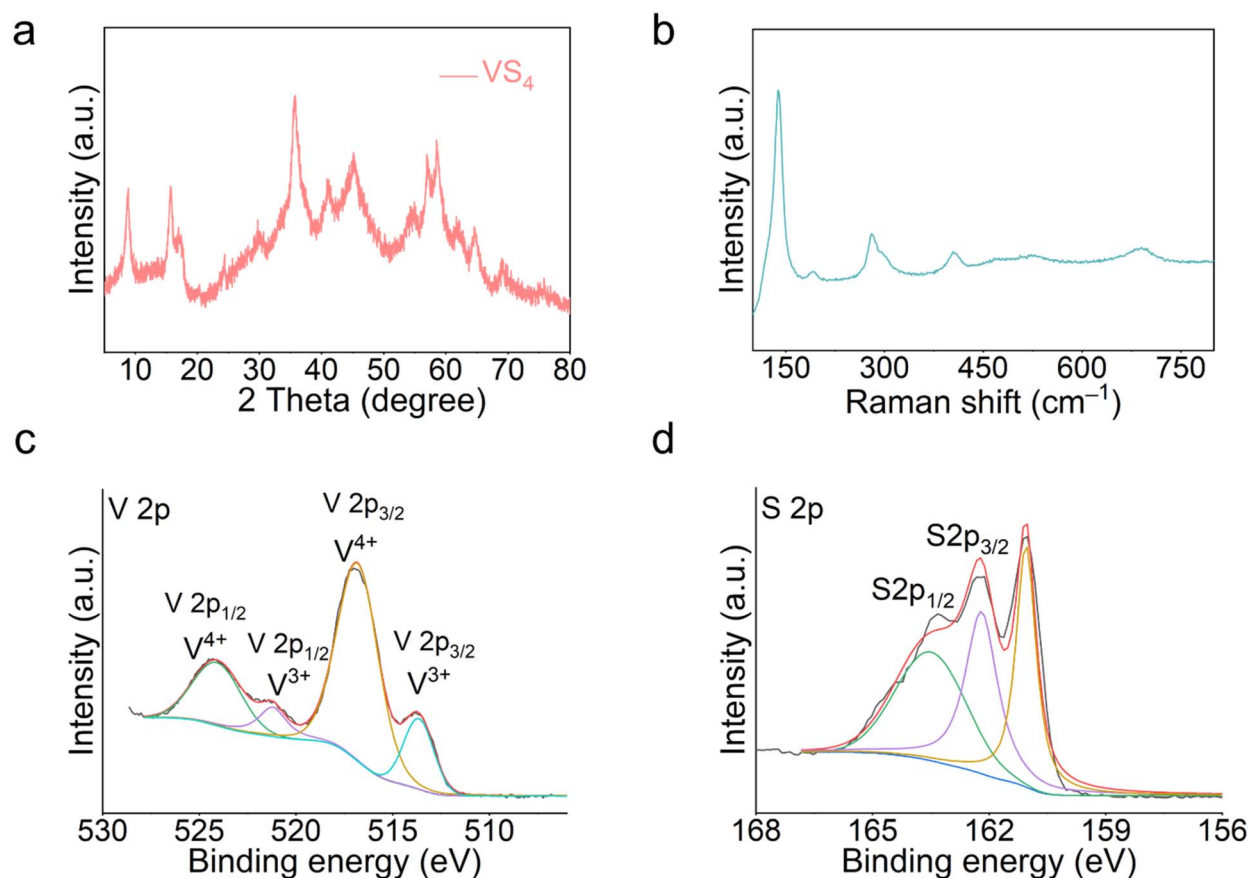 a
VS₄
Intensity (a.u.)
10 20 30 40 50 60 70 80
2 Theta (degree)
b
Intensity (a.u.)
150 300 450 600 750
Raman shift (cm⁻¹)
c
V 2p
V 2p₃/₂
V⁴⁺
V 2p₁/₂
V⁴⁺
V 2p₁/₂
V³⁺
V 2p₃/₂
V³⁺
Intensity (a.u.)
530 525 520 515 510
Binding energy (eV)
d
S 2p
S2p₃/₂
S2p₁/₂
Intensity (a.u.)
168 165 162 159 156
Binding energy (eV)